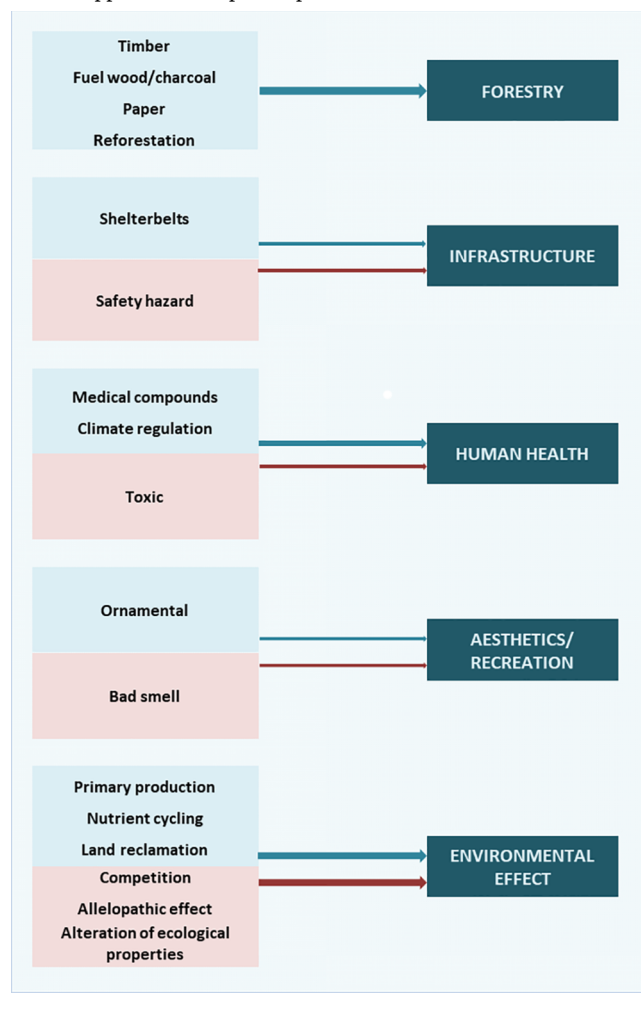 Timber
Fuel wood/charcoal
Paper
Reforestation
FORESTRY
Shelterbelts
Safety hazard
INFRASTRUCTURE
Medical compounds
Climate regulation
Toxic
HUMAN HEALTH
Ornamental
Bad smell
AESTHETICS/
RECREATION
Primary production
Nutrient cycling
Land reclamation
Competition
Allelopathic effect
Alteration of ecological
properties
ENVIRONMENTAL
EFFECT